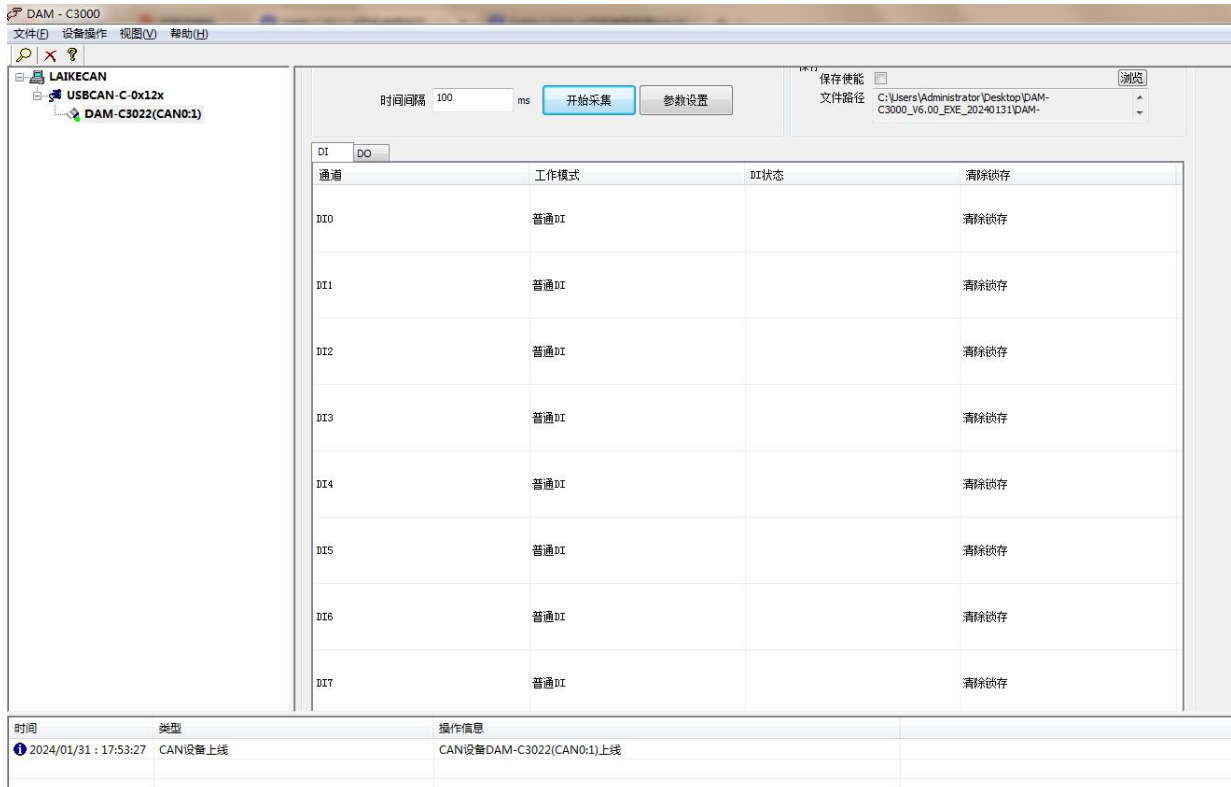 DAM - C3000
文件(F) 设备操作 视图(V) 帮助(H)
LAIKECAN
USBCAN-C-0x12x
DAM-C3022(CAN0:1)
时间间隔 100 ms 开始采集 参数设置
保存使能 浏览
文件路径 C:\Users\Administrator\Desktop\DAM-
C3000_V6.00_EXE_20240131\DAM-
DI DO
通道 工作模式 DI状态 清除锁存
DI0 普通DI 清除锁存
DI1 普通DI 清除锁存
DI2 普通DI 清除锁存
DI3 普通DI 清除锁存
DI4 普通DI 清除锁存
DI5 普通DI 清除锁存
DI6 普通DI 清除锁存
DI7 普通DI 清除锁存
时间 类型 操作信息
2024/01/31 : 17:53:27 CAN设备上线 CAN设备DAM-C3022(CAN0:1)上线